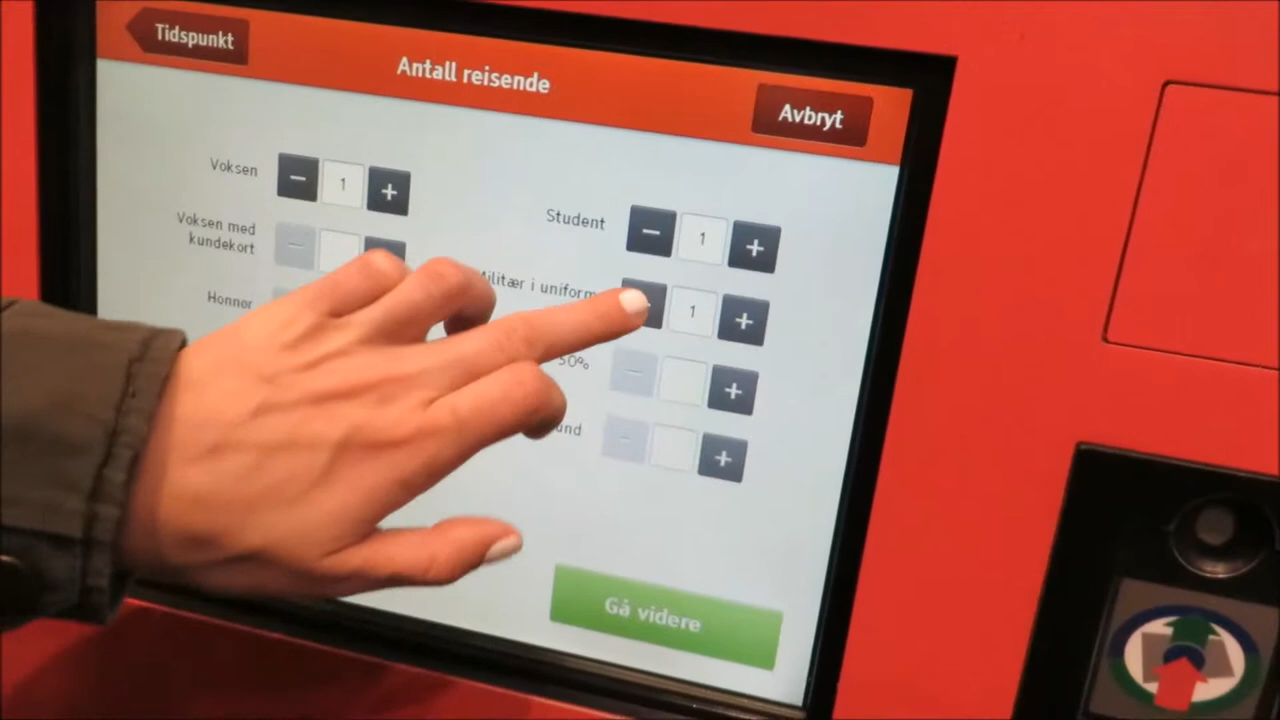 Tidspunkt
Antall reisende
Avbryt
Voksen
−
1
+
Voksen med
kundekort
−
Honnør
Student
−
1
+
Militær i uniform
1
+
50%
−
+
−
+
Gå videre